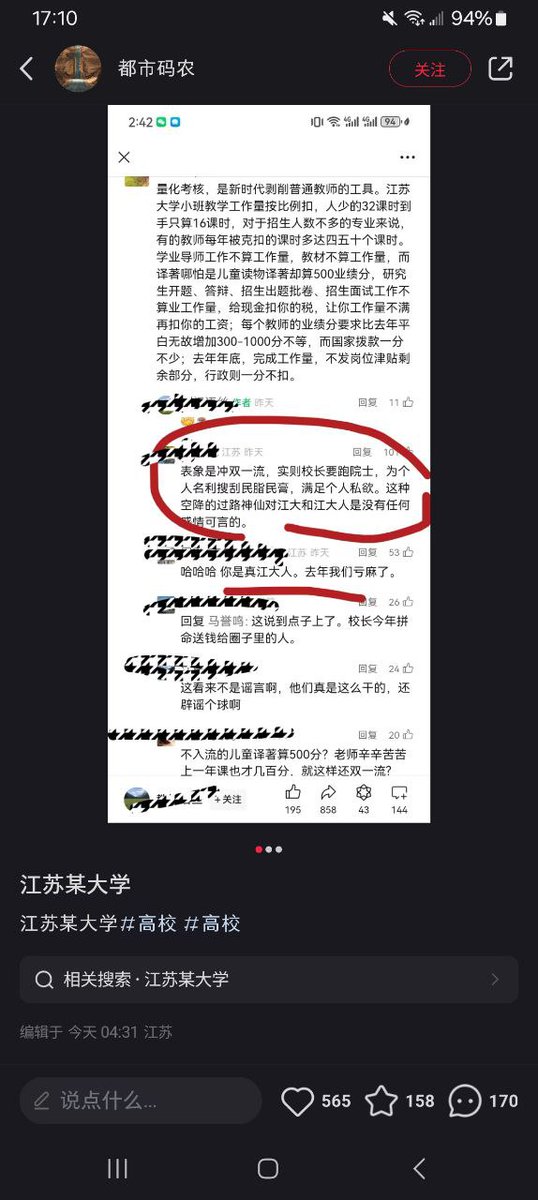 17:10
94%
都市码农
关注
2:42
94
量化考核，是新时代剥削普通教师的工具。江苏
大学小班教学工作量按比例扣，人少的32课时到
手只算16课时，对于招生人数不多的专业来说，
有的教师每年被克扣的课时多达四五十个课时。
学业导师工作不算工作量，教材不算工作量，而
译著哪怕是儿童读物译著却算500业绩分，研究
生开题、答辩、招生出题批卷、招生面试工作不
算业工作量，给现金扣你的税，让你工作量不满
再扣你的工资；每个教师的业绩分要求比去年平
白无故增加300-1000分不等，而国家拨款一分
不少；去年年底，完成工作量，不发岗位津贴剩
余部分，行政则一分不扣。
作者 昨天 回复 11
江苏 昨天 回复 101
表象是冲双一流，实则校长要跑院士，为个
人名利搜刮民脂民膏，满足个人私欲。这种
空降的过路神仙对江大和江大人是没有任何
感情可言的。
江苏 昨天 回复 53
哈哈哈 你是真江大人。去年我们亏麻了。
回复 26
回复 马誉鸣: 这说到点子上了。校长今年拼
命送钱给圈子里的人。
回复 24
这看来不是谣言啊，他们真是这么干的，还
辟谣个球啊
回复 20
不入流的儿童译著算500分？老师辛辛苦苦
上一年课也才几百分，就这样还双一流？
+关注
195 858 43 144
江苏某大学
江苏某大学#高校 #高校
相关搜索·江苏某大学
编辑于 今天 04:31 江苏
说点什么...
565 158 170